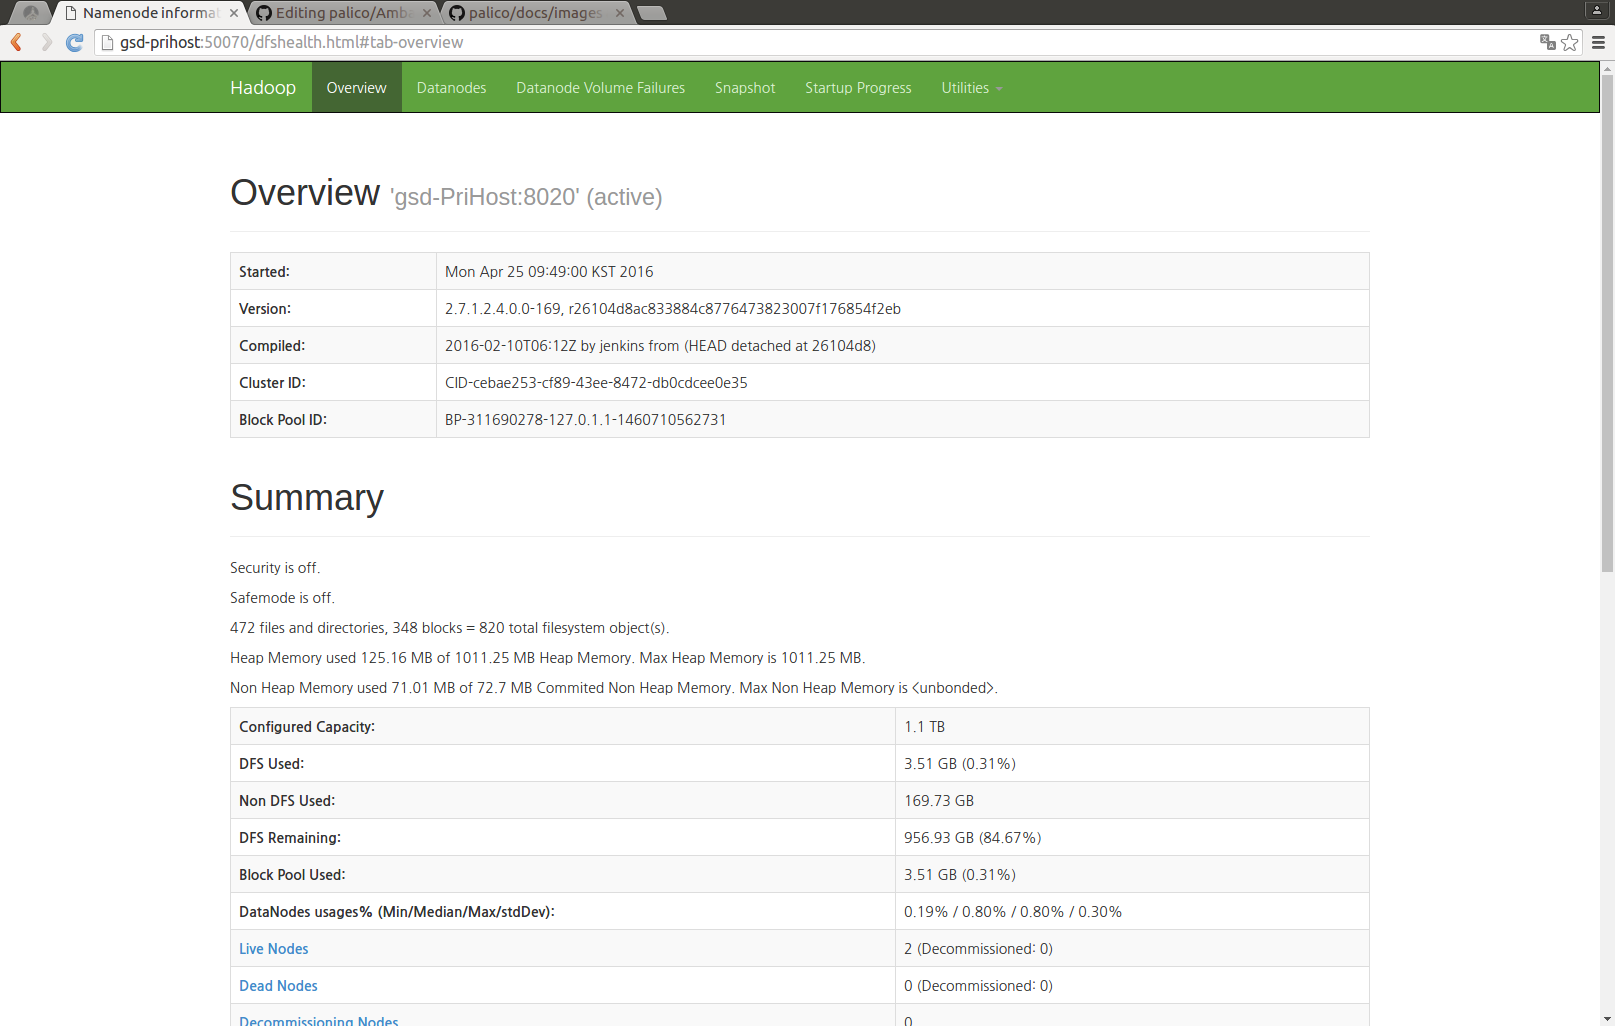 Namenode informat
Editing palico/Amba
palico/docs/images
gsd-prihost:50070/dfshealth.html#tab-overview
Hadoop Overview Datanodes Datanode Volume Failures Snapshot Startup Progress Utilities
Overview 'gsd-PriHost:8020' (active)
Started: Mon Apr 25 09:49:00 KST 2016
Version: 2.7.1.2.4.0.0-169, r26104d8ac833884c8776473823007f176854f2eb
Compiled: 2016-02-10T06:12Z by jenkins from (HEAD detached at 26104d8)
Cluster ID: CID-cebae253-cf89-43ee-8472-db0cdcee0e35
Block Pool ID: BP-311690278-127.0.1.1-1460710562731
Summary
Security is off.
Safemode is off.
472 files and directories, 348 blocks = 820 total filesystem object(s).
Heap Memory used 125.16 MB of 1011.25 MB Heap Memory. Max Heap Memory is 1011.25 MB.
Non Heap Memory used 71.01 MB of 72.7 MB Commited Non Heap Memory. Max Non Heap Memory is <unbonded>.
Configured Capacity: 1.1 TB
DFS Used: 3.51 GB (0.31%)
Non DFS Used: 169.73 GB
DFS Remaining: 956.93 GB (84.67%)
Block Pool Used: 3.51 GB (0.31%)
DataNodes usages% (Min/Median/Max/stdDev): 0.19% / 0.80% / 0.80% / 0.30%
Live Nodes 2 (Decommissioned: 0)
Dead Nodes 0 (Decommissioned: 0)
Decommissioning Nodes 0